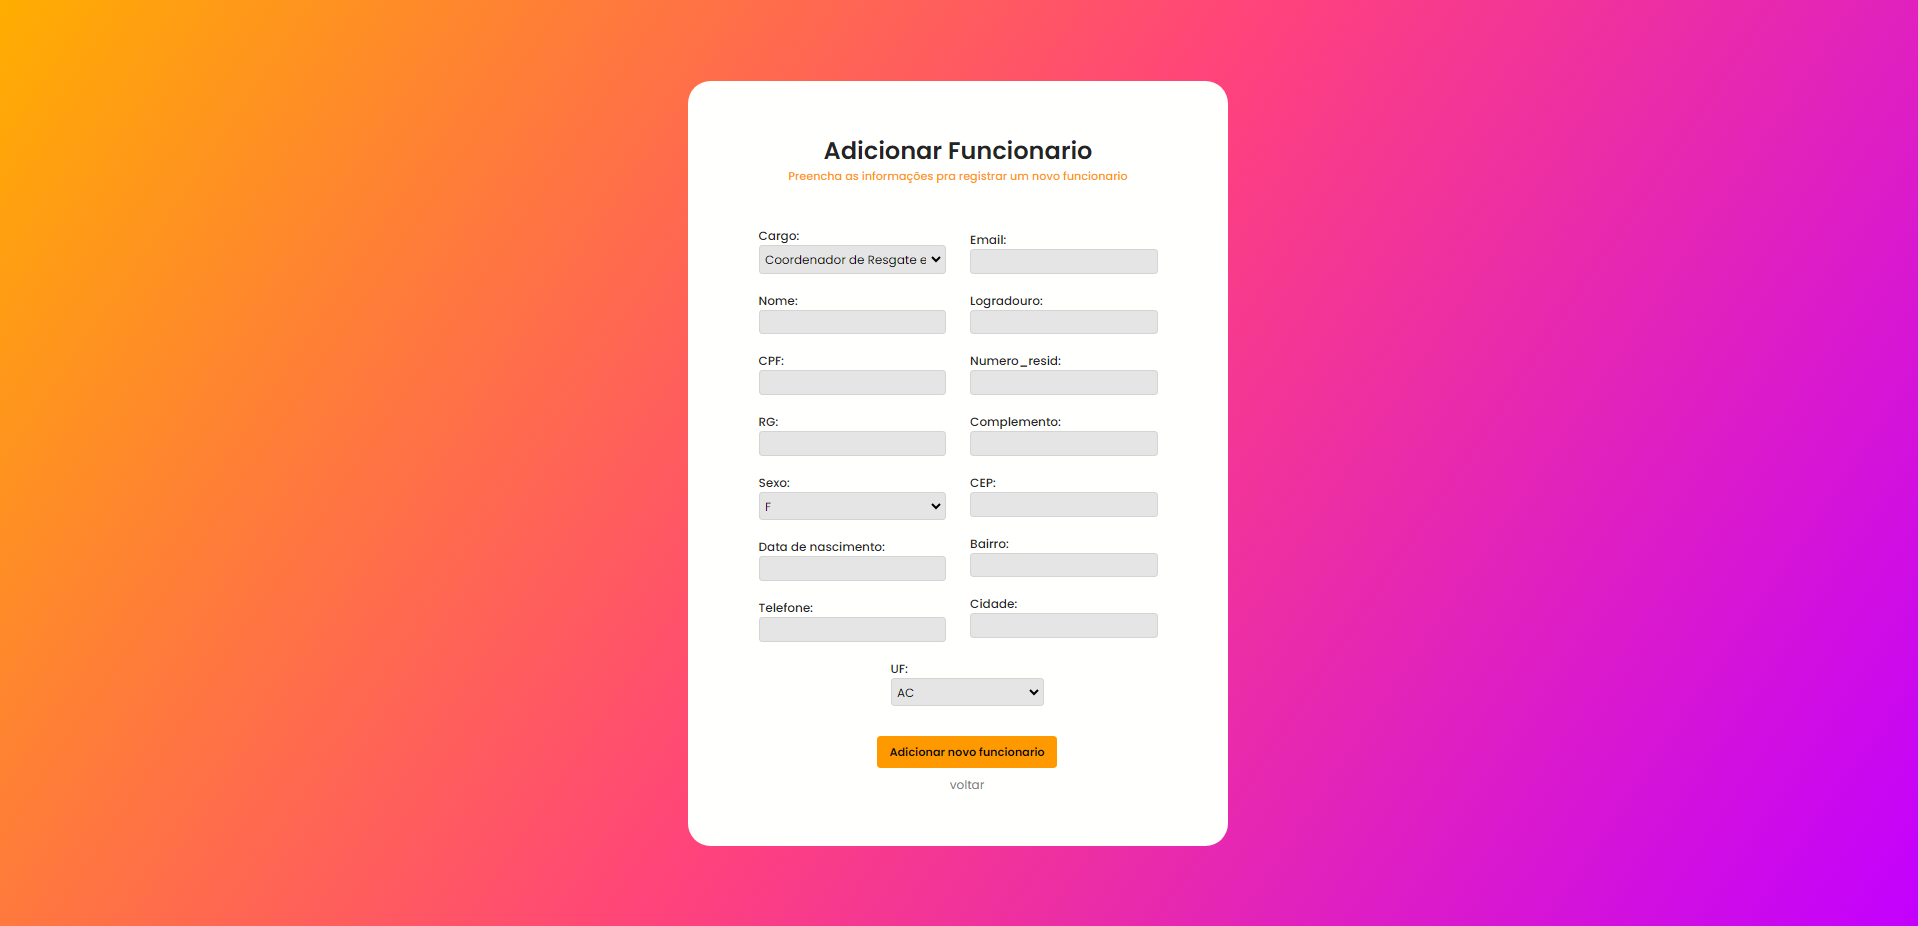 Adicionar Funcionario
Preencha as informações pra registrar um novo funcionario
Cargo:
Coordenador de Resgate e
Nome:
CPF:
RG:
Sexo:
F
Data de nascimento:
Telefone:
Email:
Logradouro:
Numero_resid:
Complemento:
CEP:
Bairro:
Cidade:
UF:
AC
Adicionar novo funcionario
voltar